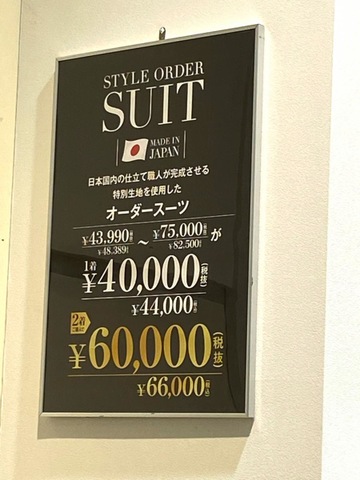 STYLE ORDER
SUIT
MADE IN
JAPAN
日本国内の仕立て職人が完成させる
特別生地を使用した
オーダースーツ
¥43,990 ～ ¥75,000 が
¥48,389 ¥82,500
1着 ¥40,000(税抜)
¥44,000
2着 ¥60,000(税抜)
¥66,000(税込)